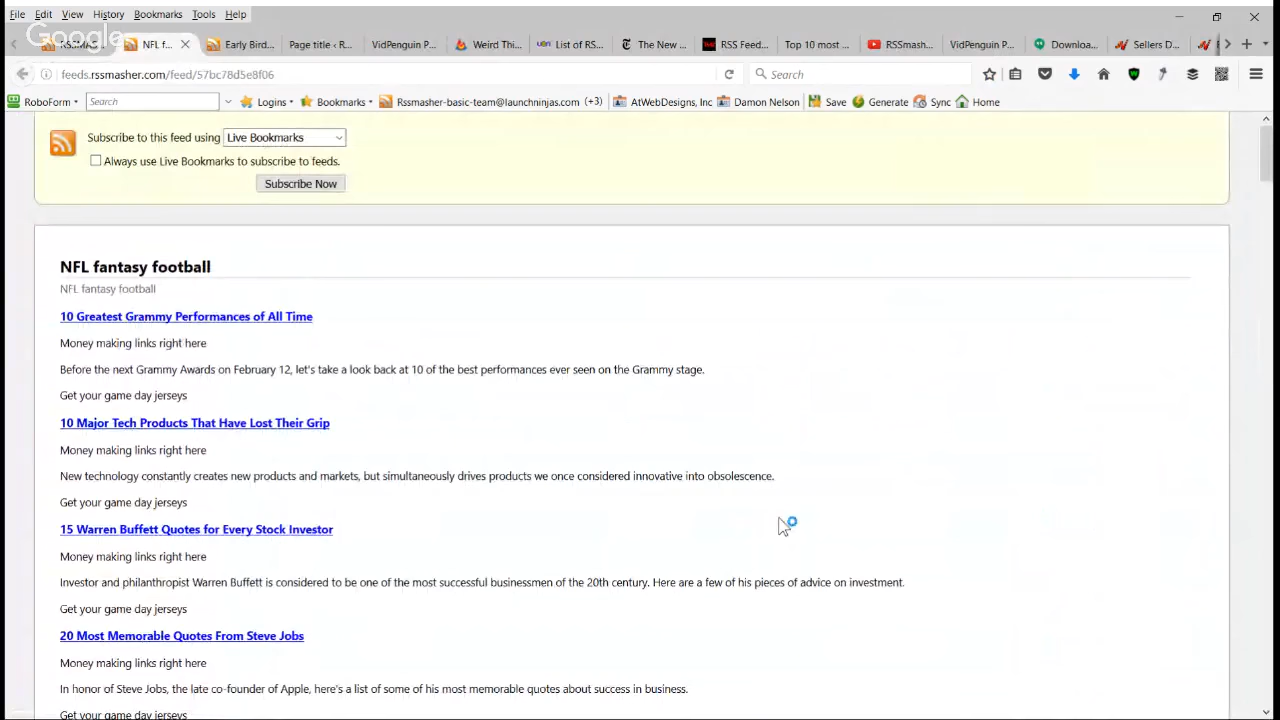 File Edit View History Bookmarks Tools Help
Google
RSSMAS... NFL f... Early Bird... Page title ‹ R... VidPenguin P... Weird Thi... List of RS... The New ... RSS Feed... Top 10 most ... RSSmash... VidPenguin P... Downloa... Sellers D...
feeds.rssmasher.com/feed/57bc78d5e8f06 Search
RoboForm Search Logins Bookmarks Rssmasher-basic-team@launchninjas.com (+3) AtWebDesigns, Inc Damon Nelson Save Generate Sync Home
Subscribe to this feed using Live Bookmarks
Always use Live Bookmarks to subscribe to feeds.
Subscribe Now
NFL fantasy football
NFL fantasy football
10 Greatest Grammy Performances of All Time
Money making links right here
Before the next Grammy Awards on February 12, let's take a look back at 10 of the best performances ever seen on the Grammy stage.
Get your game day jerseys
10 Major Tech Products That Have Lost Their Grip
Money making links right here
New technology constantly creates new products and markets, but simultaneously drives products we once considered innovative into obsolescence.
Get your game day jerseys
15 Warren Buffett Quotes for Every Stock Investor
Money making links right here
Investor and philanthropist Warren Buffett is considered to be one of the most successful businessmen of the 20th century. Here are a few of his pieces of advice on investment.
Get your game day jerseys
20 Most Memorable Quotes From Steve Jobs
Money making links right here
In honor of Steve Jobs, the late co-founder of Apple, here's a list of some of his most memorable quotes about success in business.
Get your game day jerseys